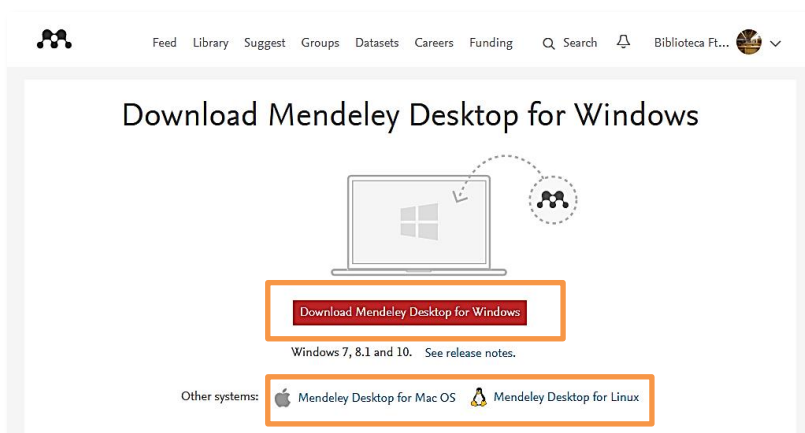 Feed Library Suggest Groups Datasets Careers Funding Search Biblioteca Ft...
Download Mendeley Desktop for Windows
Download Mendeley Desktop for Windows
Windows 7, 8.1 and 10. See release notes.
Other systems: Mendeley Desktop for Mac OS Mendeley Desktop for Linux